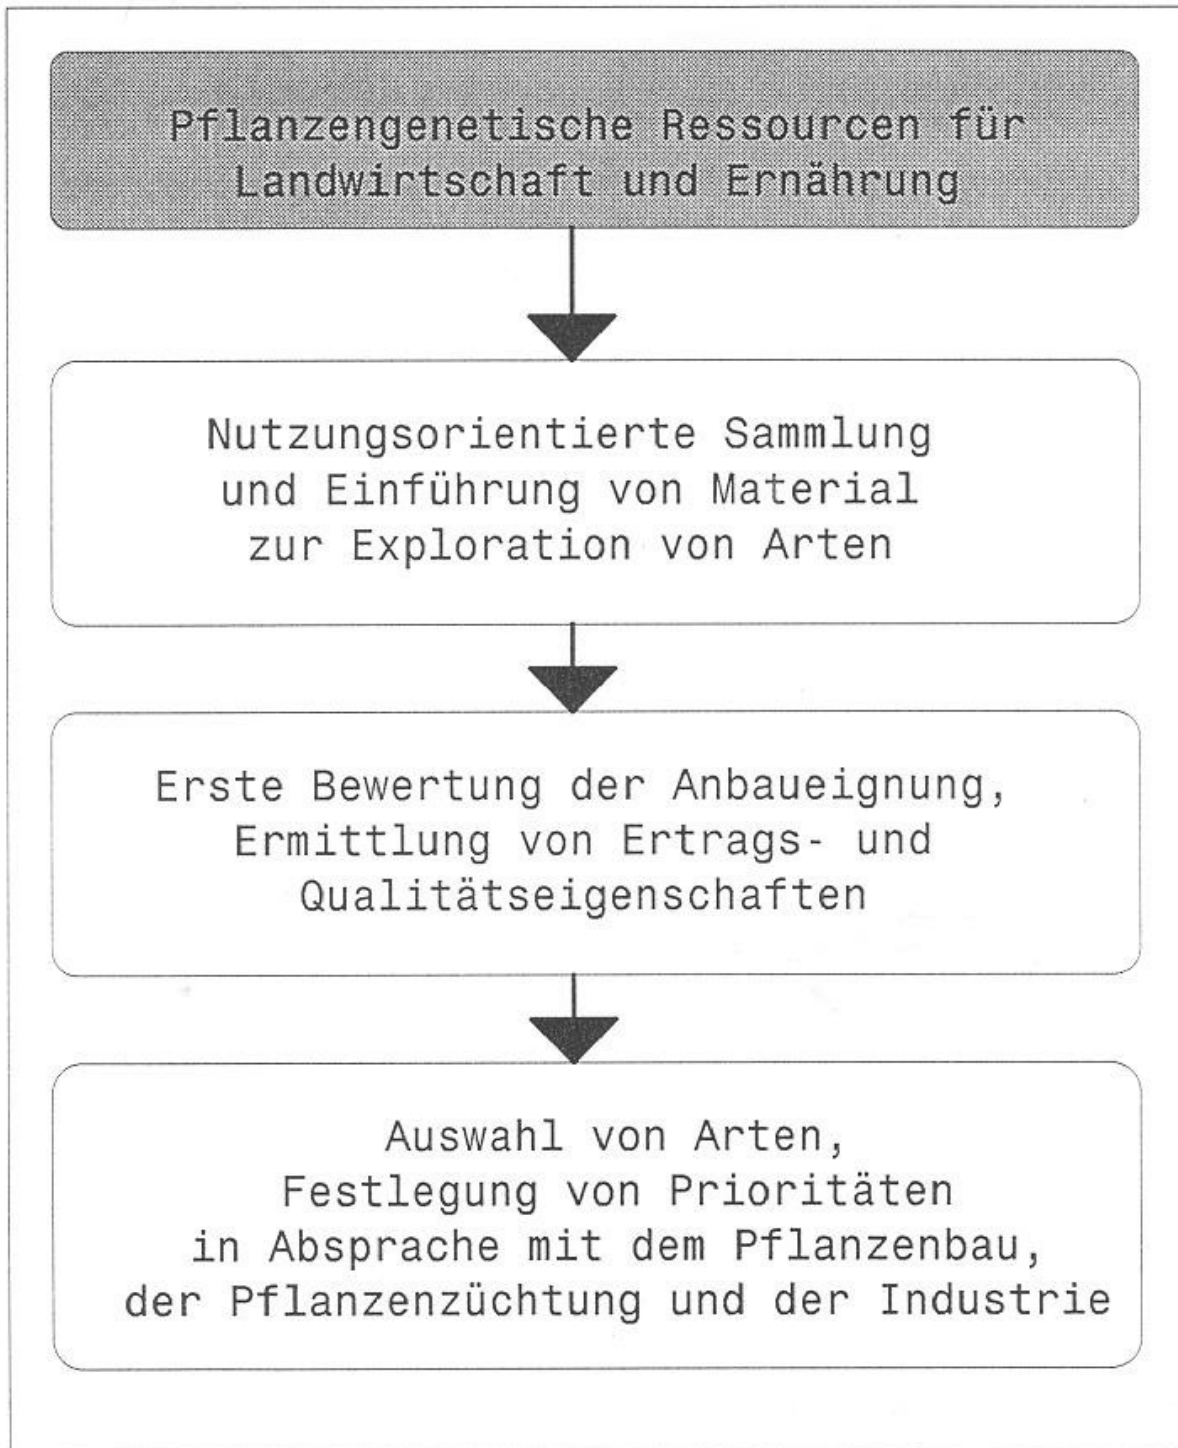 Pflanzengenetische Ressourcen für
Landwirtschaft und Ernährung
Nutzungsorientierte Sammlung
und Einführung von Material
zur Exploration von Arten
Erste Bewertung der Anbaueignung,
Ermittlung von Ertrags- und
Qualitätseigenschaften
Auswahl von Arten,
Festlegung von Prioritäten
in Absprache mit dem Pflanzenbau,
der Pflanzenzüchtung und der Industrie